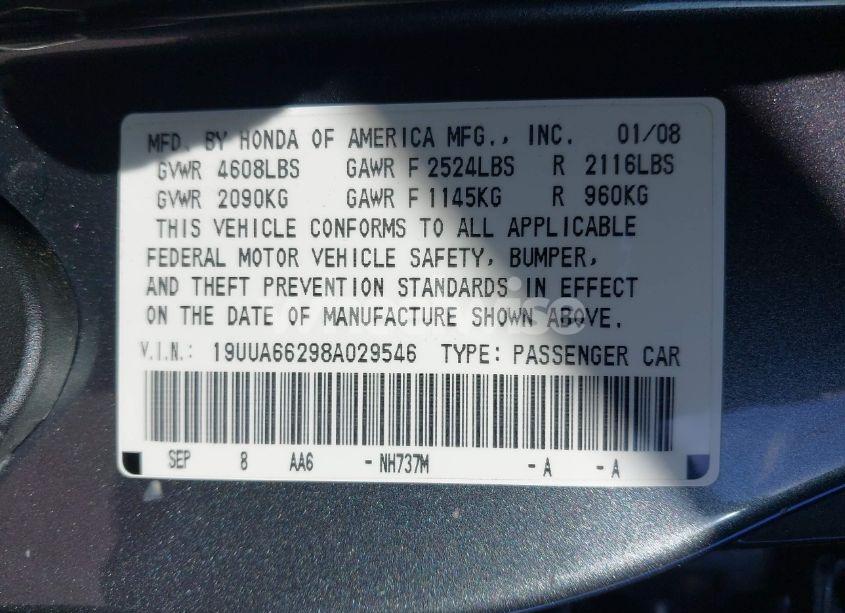 MFD. BY HONDA OF AMERICA MFG., INC. 01/08
GVWR 4608LBS GAWR F 2524LBS R 2116LBS
GVWR 2090KG GAWR F 1145KG R 960KG
THIS VEHICLE CONFORMS TO ALL APPLICABLE
FEDERAL MOTOR VEHICLE SAFETY, BUMPER,
AND THEFT PREVENTION STANDARDS IN EFFECT
ON THE DATE OF MANUFACTURE SHOWN ABOVE.
V.I.N.: 19UUA66298A029546 TYPE: PASSENGER CAR
SEP 8 AA6 - NH737M - A - A